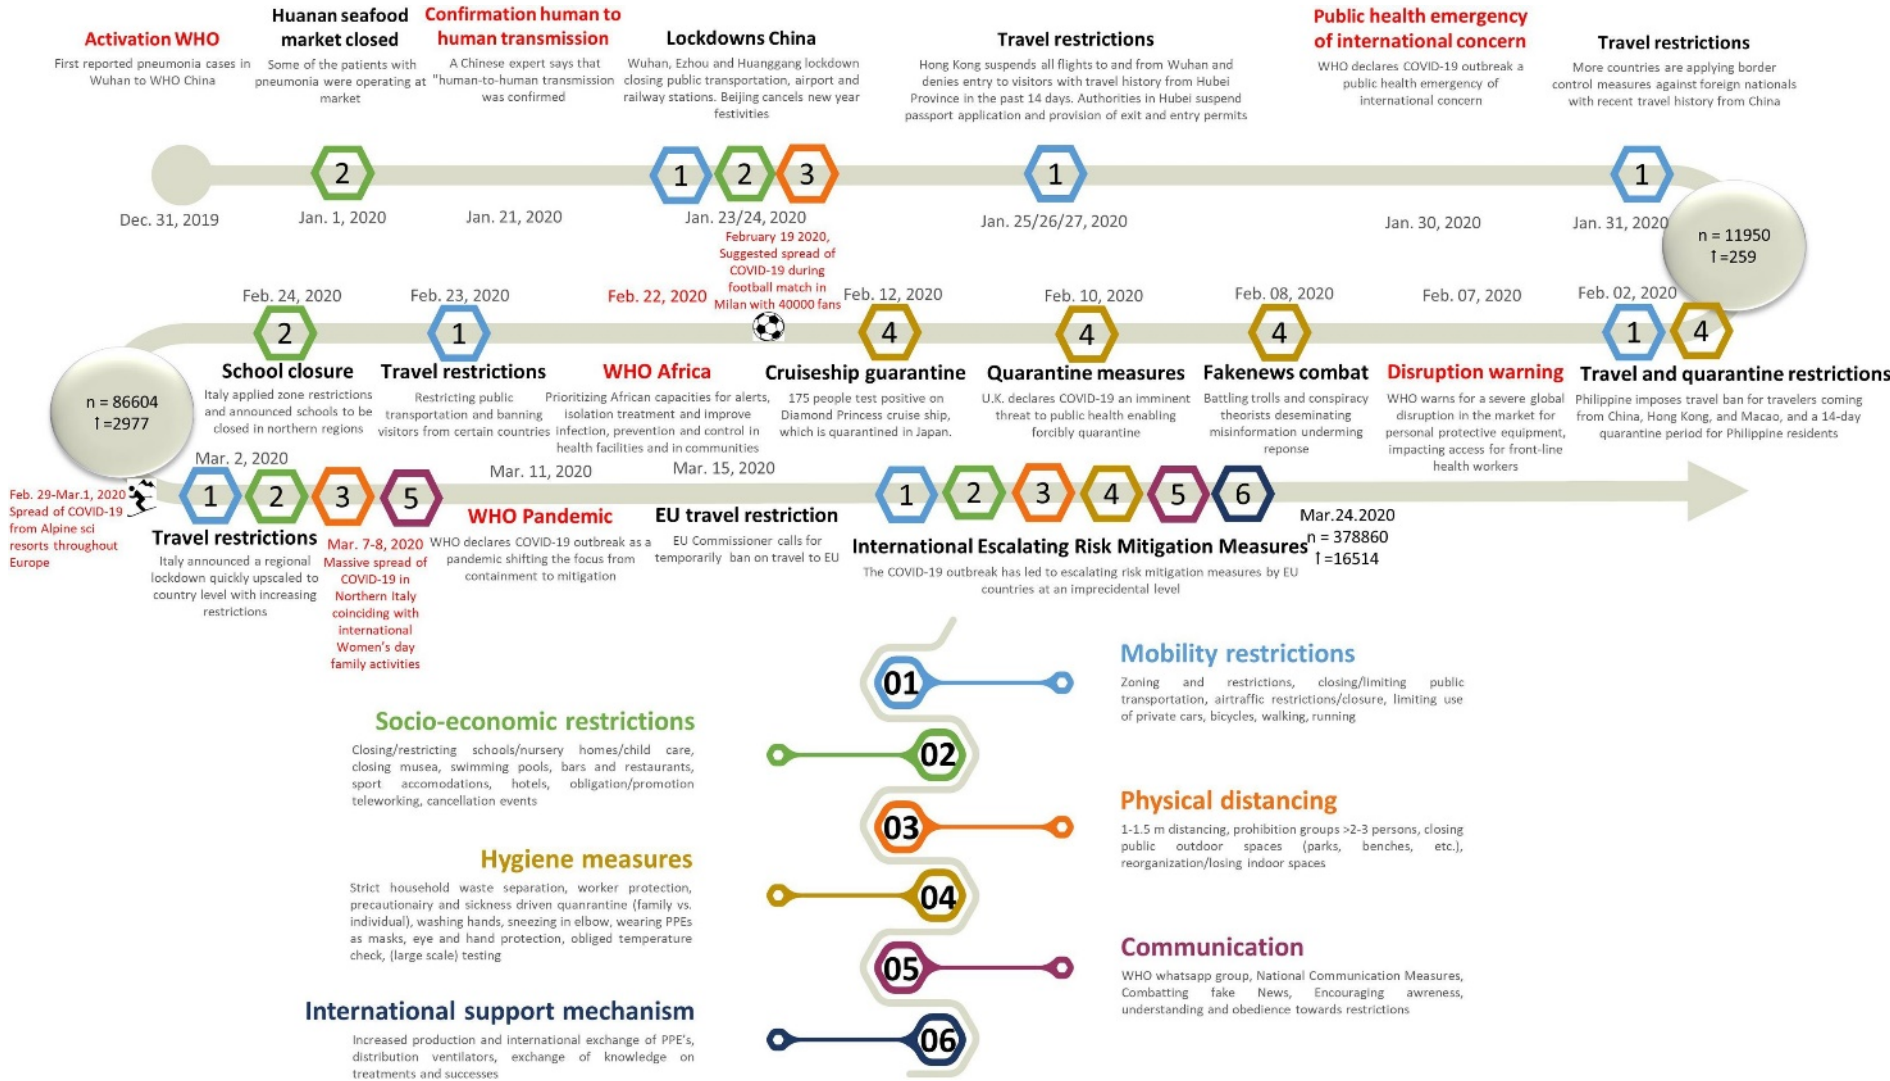 Activation WHO
First reported pneumonia cases in
Wuhan to WHO China
Huanan seafood
market closed
Some of the patients with
pneumonia were operating at
market
Confirmation human to
human transmission
A Chinese expert says that
"human-to-human transmission
was confirmed
Lockdowns China
Wuhan, Ezhou and Huanggang lockdown
closing public transportation, airport and
railway stations. Beijing cancels new year
festivities
Travel restrictions
Hong Kong suspends all flights to and from Wuhan and
denies entry to visitors with travel history from Hubei
Province in the past 14 days. Authorities in Hubei suspend
passport application and provision of exit and entry permits
Public health emergency
of international concern
WHO declares COVID-19 outbreak a
public health emergency of
international concern
Travel restrictions
More countries are applying border
control measures against foreign nationals
with recent travel history from China
2
1
2
3
1
1
Dec. 31, 2019
Jan. 1, 2020
Jan. 21, 2020
Jan. 23/24, 2020
Jan. 25/26/27, 2020
Jan. 30, 2020
Jan. 31, 2020
n = 11950
↑=259
February 19 2020,
Suggested spread of
COVID-19 during
football match in
Milan with 40000 fans
Feb. 24, 2020
Feb. 23, 2020
Feb. 22, 2020
Feb. 12, 2020
Feb. 10, 2020
Feb. 08, 2020
Feb. 07, 2020
Feb. 02, 2020
2
1
4
4
4
1
4
n = 86604
↑=2977
School closure
Italy applied zone restrictions
and announced schools to be
closed in northern regions
Travel restrictions
Restricting public
transportation and banning
visitors from certain countries
WHO Africa
Prioritizing African capacities for alerts,
isolation treatment and improve
infection, prevention and control in
health facilities and in communities
Cruiseship guarantine
175 people test positive on
Diamond Princess cruise ship,
which is quarantined in Japan.
Quarantine measures
U.K. declares COVID-19 an imminent
threat to public health enabling
forcibly quarantine
Fakenews combat
Battling trolls and conspiracy
theorists deseminating
misinformation underming
reponse
Disruption warning
WHO warns for a severe global
disruption in the market for
personal protective equipment,
impacting access for front-line
health workers
Travel and quarantine restrictions
Philippine imposes travel ban for travelers coming
from China, Hong Kong, and Macao, and a 14-day
quarantine period for Philippine residents
Mar. 2, 2020
Mar. 11, 2020
Mar. 15, 2020
1
2
3
5
1
2
3
4
5
6
Feb. 29-Mar.1, 2020
Spread of COVID-19
from Alpine sci
resorts throughout
Europe
Travel restrictions
Italy announced a regional
lockdown quickly upscaled to
country level with increasing
restrictions
Mar. 7-8, 2020
Massive spread of
COVID-19 in
Northern Italy
coinciding with
international
Women's day
family activities
WHO Pandemic
WHO declares COVID-19 outbreak as a
pandemic shifting the focus from
containment to mitigation
EU travel restriction
EU Commissioner calls for
temporarily ban on travel to EU
International Escalating Risk Mitigation Measures
The COVID-19 outbreak has led to escalating risk mitigation measures by EU
countries at an imprecidental level
Mar.24.2020
n = 378860
↑=16514
01
Mobility restrictions
Zoning and restrictions, closing/limiting public
transportation, airtraffic restrictions/closure, limiting use
of private cars, bicycles, walking, running
Socio-economic restrictions
Closing/restricting schools/nursery homes/child care,
closing musea, swimming pools, bars and restaurants,
sport accomodations, hotels, obligation/promotion
teleworking, cancellation events
02
03
Physical distancing
1-1.5 m distancing, prohibition groups >2-3 persons, closing
public outdoor spaces (parks, benches, etc.),
reorganization/losing indoor spaces
Hygiene measures
Strict household waste separation, worker protection,
precautionairy and sickness driven quanrantine (family vs.
individual), washing hands, sneezing in elbow, wearing PPEs
as masks, eye and hand protection, obliged temperature
check, (large scale) testing
04
05
Communication
WHO whatsapp group, National Communication Measures,
Combatting fake News, Encouraging awreness,
understanding and obedience towards restrictions
International support mechanism
Increased production and international exchange of PPE's,
distribution ventilators, exchange of knowledge on
treatments and successes
06